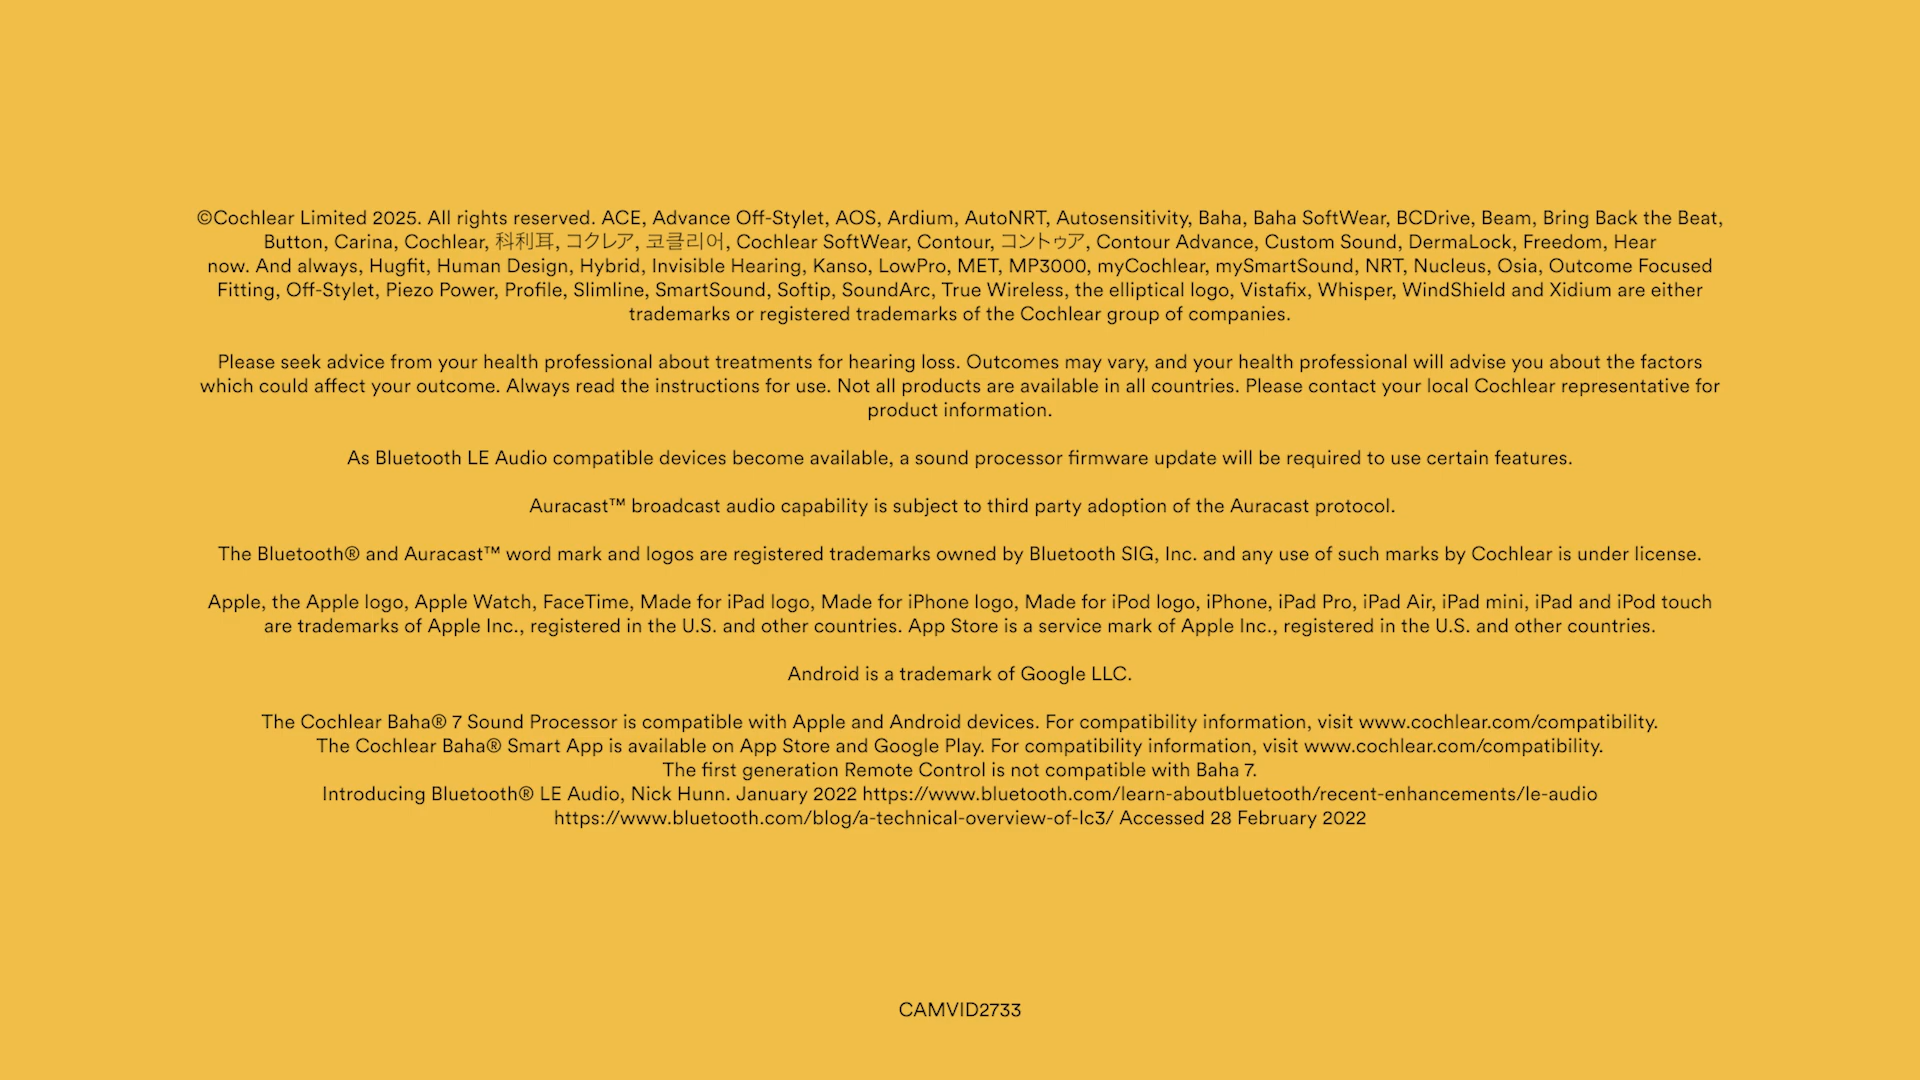 ©Cochlear Limited 2025. All rights reserved. ACE, Advance Off-Stylet, AOS, Ardium, AutoNRT, Autosensitivity, Baha, Baha SoftWear, BCDrive, Beam, Bring Back the Beat,
Button, Carina, Cochlear, 科利耳, コクレア, 코클리어, Cochlear SoftWear, Contour, コントゥア, Contour Advance, Custom Sound, DermaLock, Freedom, Hear
now. And always, Hugfit, Human Design, Hybrid, Invisible Hearing, Kanso, LowPro, MET, MP3000, myCochlear, mySmartSound, NRT, Nucleus, Osia, Outcome Focused
Fitting, Off-Stylet, Piezo Power, Profile, Slimline, SmartSound, Softip, SoundArc, True Wireless, the elliptical logo, Vistafix, Whisper, WindShield and Xidium are either
trademarks or registered trademarks of the Cochlear group of companies.
Please seek advice from your health professional about treatments for hearing loss. Outcomes may vary, and your health professional will advise you about the factors
which could affect your outcome. Always read the instructions for use. Not all products are available in all countries. Please contact your local Cochlear representative for
product information.
As Bluetooth LE Audio compatible devices become available, a sound processor firmware update will be required to use certain features.
Auracast™ broadcast audio capability is subject to third party adoption of the Auracast protocol.
The Bluetooth® and Auracast™ word mark and logos are registered trademarks owned by Bluetooth SIG, Inc. and any use of such marks by Cochlear is under license.
Apple, the Apple logo, Apple Watch, FaceTime, Made for iPad logo, Made for iPhone logo, Made for iPod logo, iPhone, iPad Pro, iPad Air, iPad mini, iPad and iPod touch
are trademarks of Apple Inc., registered in the U.S. and other countries. App Store is a service mark of Apple Inc., registered in the U.S. and other countries.
Android is a trademark of Google LLC.
The Cochlear Baha® 7 Sound Processor is compatible with Apple and Android devices. For compatibility information, visit www.cochlear.com/compatibility.
The Cochlear Baha® Smart App is available on App Store and Google Play. For compatibility information, visit www.cochlear.com/compatibility.
The first generation Remote Control is not compatible with Baha 7.
Introducing Bluetooth® LE Audio, Nick Hunn. January 2022 https://www.bluetooth.com/learn-aboutbluetooth/recent-enhancements/le-audio
https://www.bluetooth.com/blog/a-technical-overview-of-lc3/ Accessed 28 February 2022
CAMVID2733